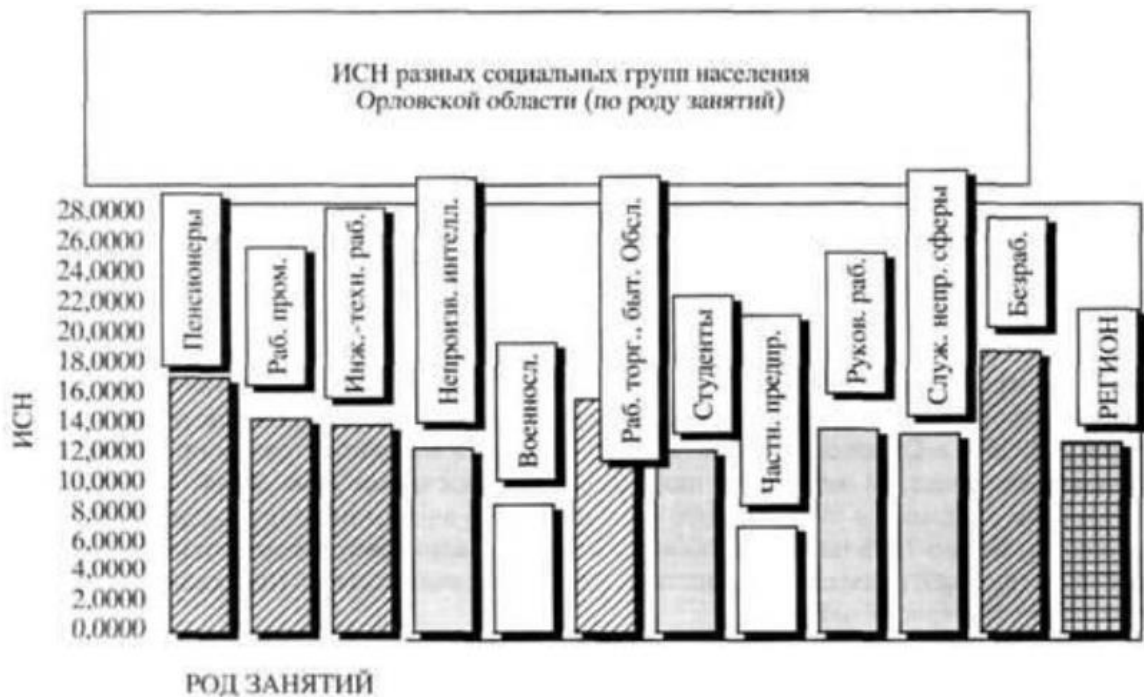 ИСН разных социальных групп населения
Орловской области (по роду занятий)
ИСН
28,0000
26,0000
24,0000
22,0000
20,0000
18,0000
16,0000
14,0000
12,0000
10,0000
8,0000
6,0000
4,0000
2,0000
0,0000
Пенсионеры
Раб. пром.
Инж.-техн. раб.
Непроизв. интелл.
Военносл.
Раб. торг., быт. Обсл.
Студенты
Частн. предпр.
Руков. раб.
Служ. непр. сферы
Безраб.
РЕГИОН
РОД ЗАНЯТИЙ